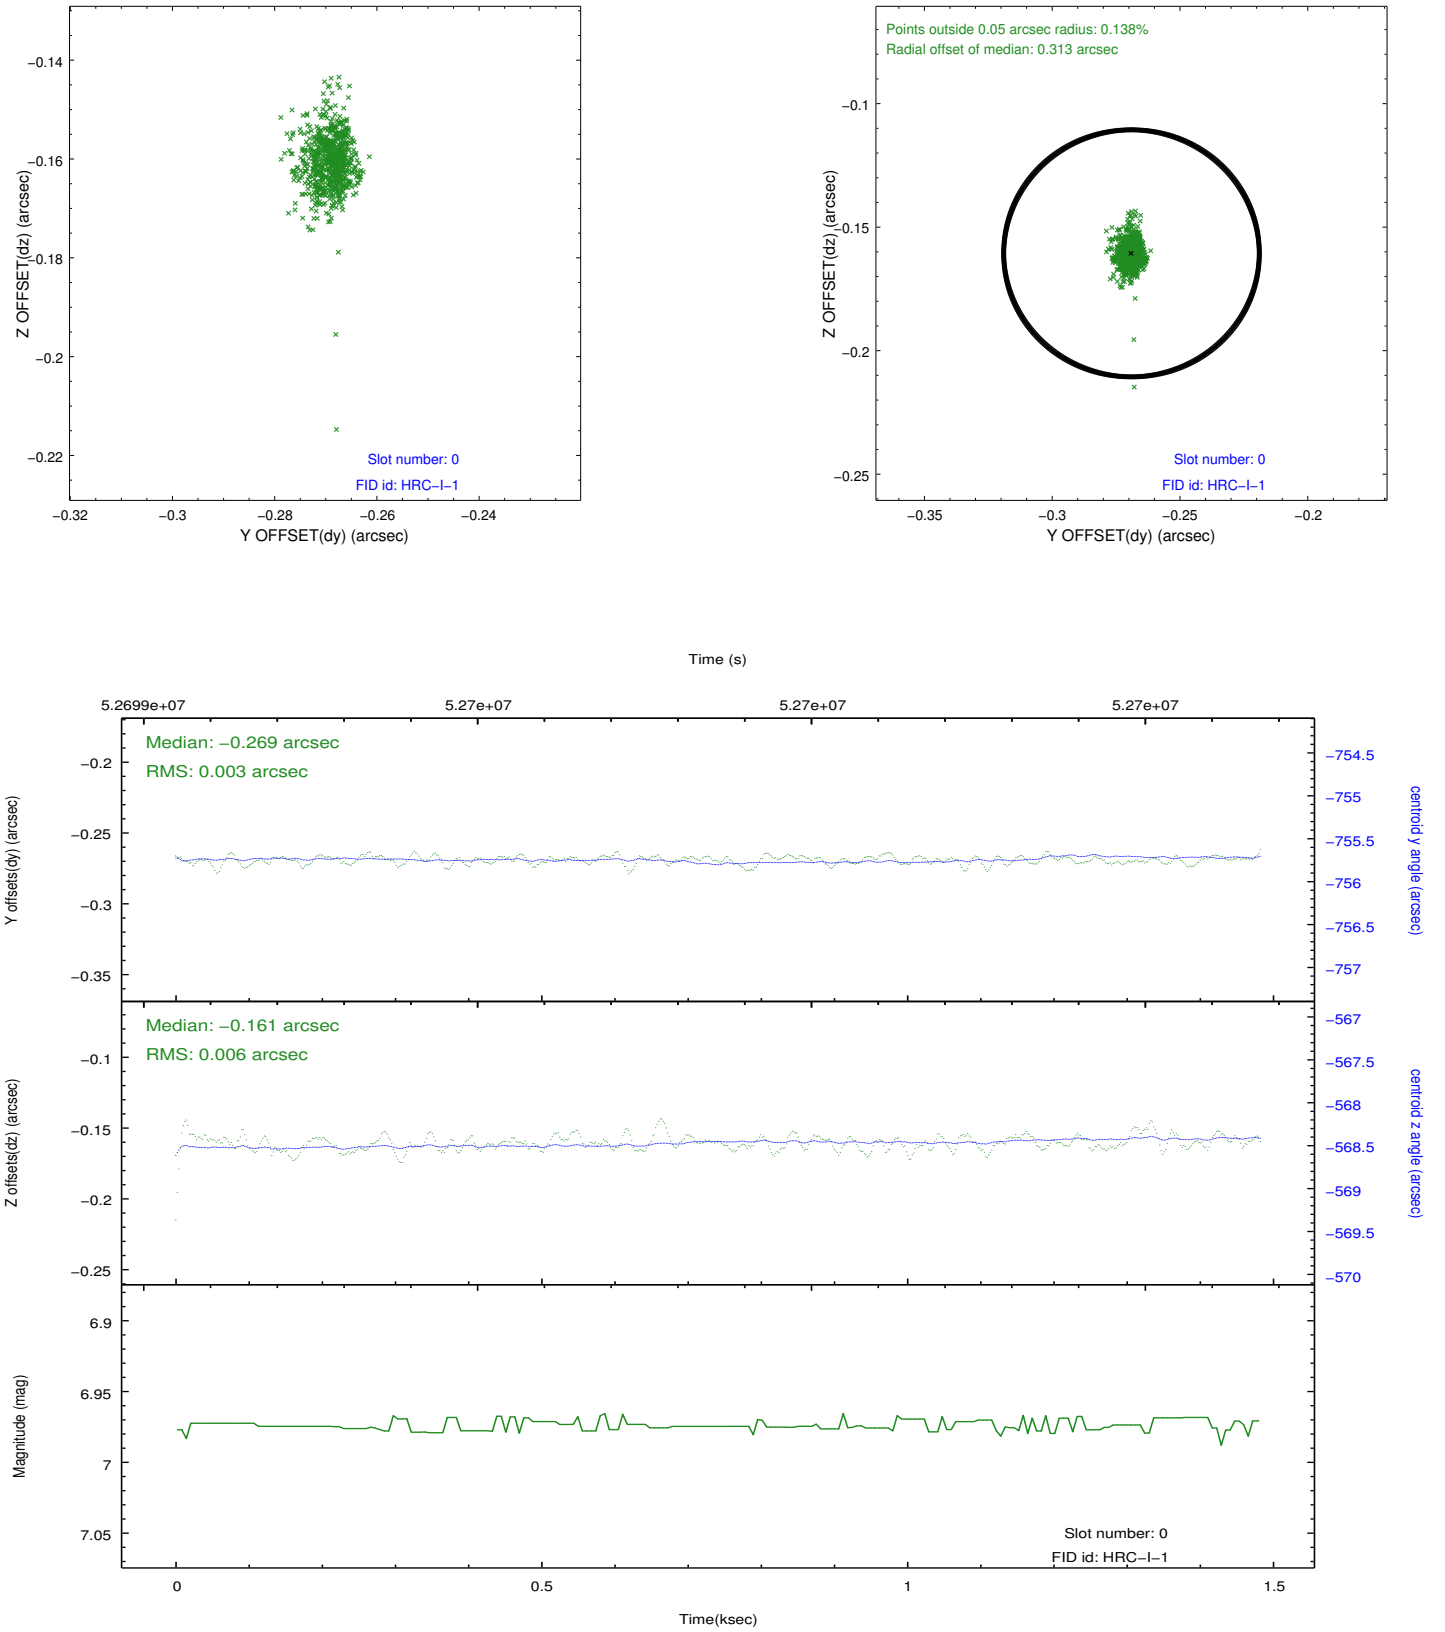 −0.14
−0.16
−0.18
−0.2
−0.22
Z OFFSET(dz) (arcsec)
Slot number: 0
FID id: HRC−I−1
−0.32
−0.3
−0.28
−0.26
−0.24
Y OFFSET(dy) (arcsec)
Points outside 0.05 arcsec radius: 0.138%
Radial offset of median: 0.313 arcsec
−0.1
−0.15
−0.2
−0.25
Z OFFSET(dz) (arcsec)
Slot number: 0
FID id: HRC−I−1
−0.35
−0.3
−0.25
−0.2
Y OFFSET(dy) (arcsec)
Time (s)
5.2699e+07
5.27e+07
5.27e+07
5.27e+07
Median: −0.269 arcsec
RMS: 0.003 arcsec
−0.2
−0.25
−0.3
−0.35
Y offsets(dy) (arcsec)
−754.5
−755
−755.5
−756
−756.5
−757
centroid y angle (arcsec)
Median: −0.161 arcsec
RMS: 0.006 arcsec
−0.1
−0.15
−0.2
−0.25
Z offsets(dz) (arcsec)
−567
−567.5
−568
−568.5
−569
−569.5
−570
centroid z angle (arcsec)
6.9
6.95
7
7.05
Magnitude (mag)
Slot number: 0
FID id: HRC−I−1
0
0.5
1
1.5
Time(ksec)